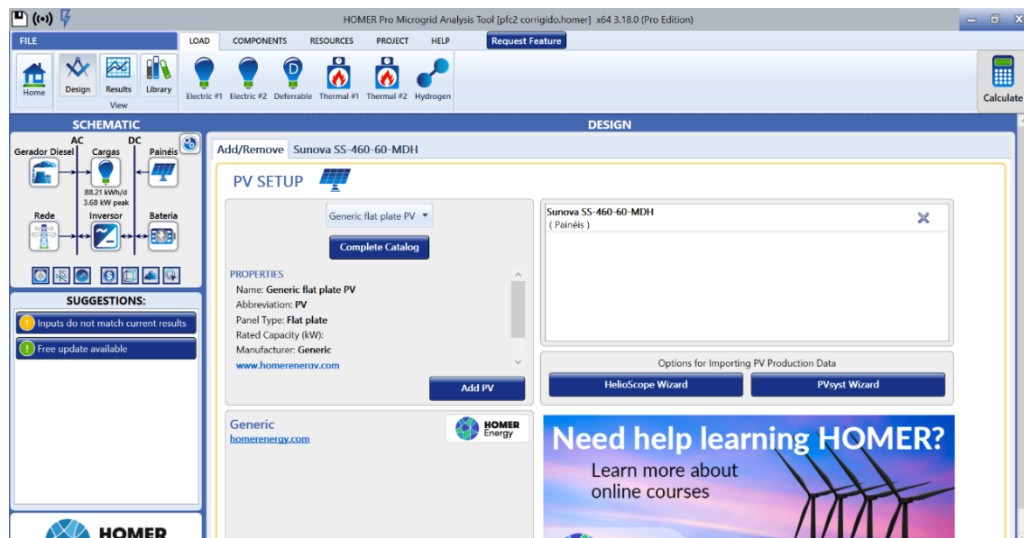 HOMER Pro Microgrid Analysis Tool [pfc2 corrigido.homer] x64 3.18.0 (Pro Edition)
FILE
LOAD COMPONENTS RESOURCES PROJECT HELP Request Feature
Home
Design
Results
Library
View
Electric #1
Electric #2
D
Deferrable
Thermal #1
Thermal #2
Hydrogen
Calculate
SCHEMATIC
AC DC
Gerador Diesel Cargas Painéis
88.21 kWh/d
3.68 kW peak
Rede Inversor Bateria
SUGGESTIONS:
Inputs do not match current results
Free update available
HOMER
DESIGN
Add/Remove Sunova SS-460-60-MDH
PV SETUP
Generic flat plate PV
Complete Catalog
PROPERTIES
Name: Generic flat plate PV
Abbreviation: PV
Panel Type: Flat plate
Rated Capacity (kW):
Manufacturer: Generic
www.homerenergy.com
Add PV
Generic
homerenergy.com
HOMER
Energy
Sunova SS-460-60-MDH
( Painéis )
Options for Importing PV Production Data
HelioScope Wizard PVsyst Wizard
Need help learning HOMER?
Learn more about
online courses